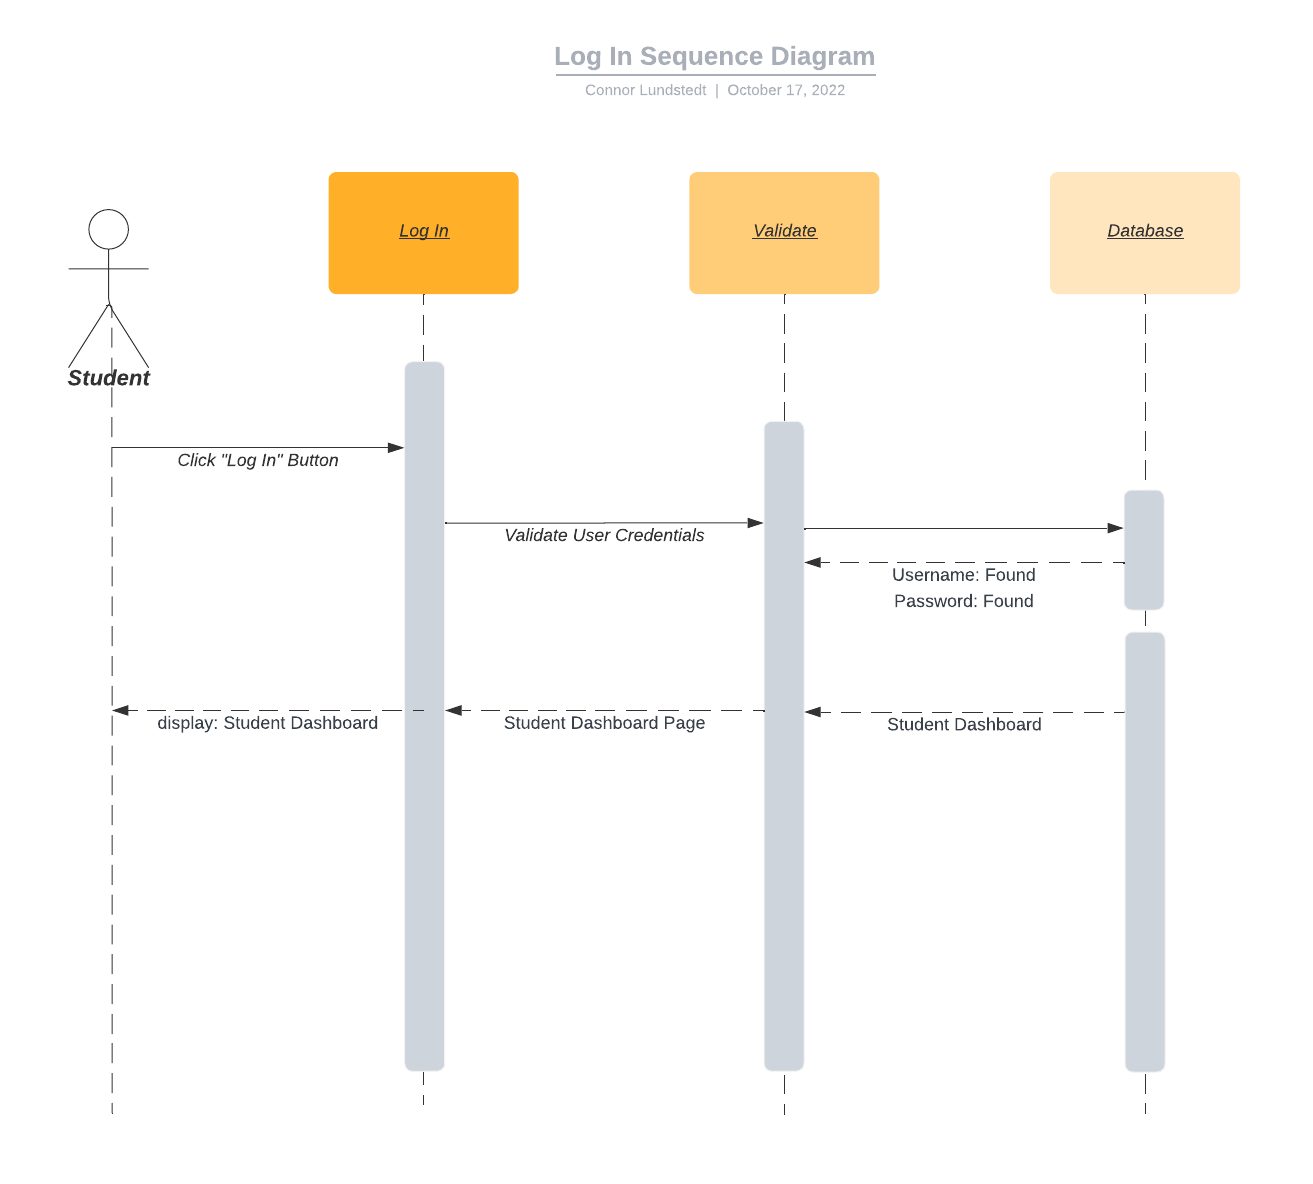 Log In Sequence Diagram
Connor Lundstedt | October 17, 2022
Log In
Validate
Database
Student
Click "Log In" Button
Validate User Credentials
Username: Found
Password: Found
display: Student Dashboard
Student Dashboard Page
Student Dashboard